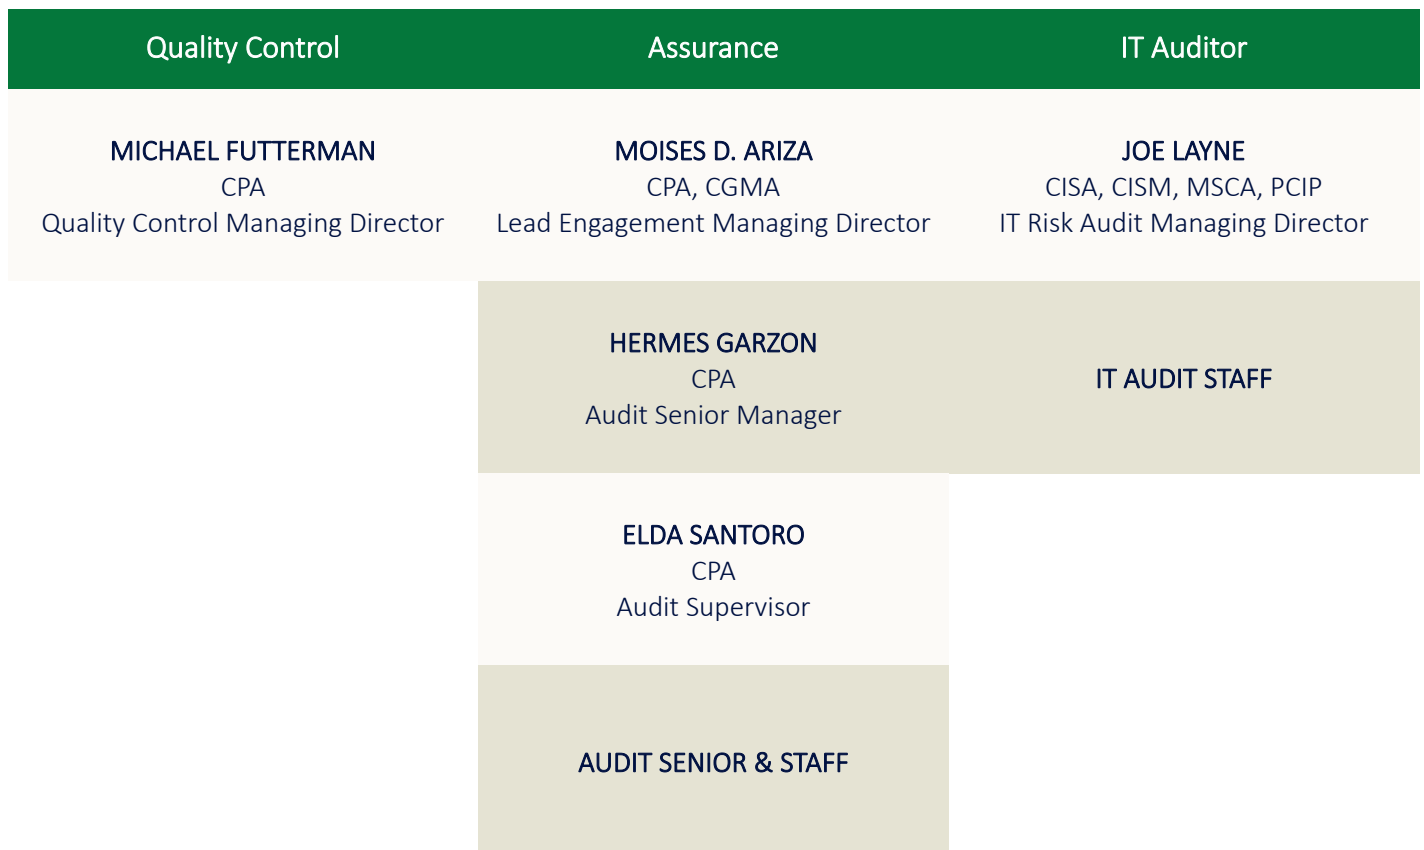 Quality Control
Assurance
IT Auditor
MICHAEL FUTTERMAN
CPA
Quality Control Managing Director
MOISES D. ARIZA
CPA, CGMA
Lead Engagement Managing Director
JOE LAYNE
CISA, CISM, MSCA, PCIP
IT Risk Audit Managing Director
HERMES GARZON
CPA
Audit Senior Manager
IT AUDIT STAFF
ELDA SANTORO
CPA
Audit Supervisor
AUDIT SENIOR & STAFF